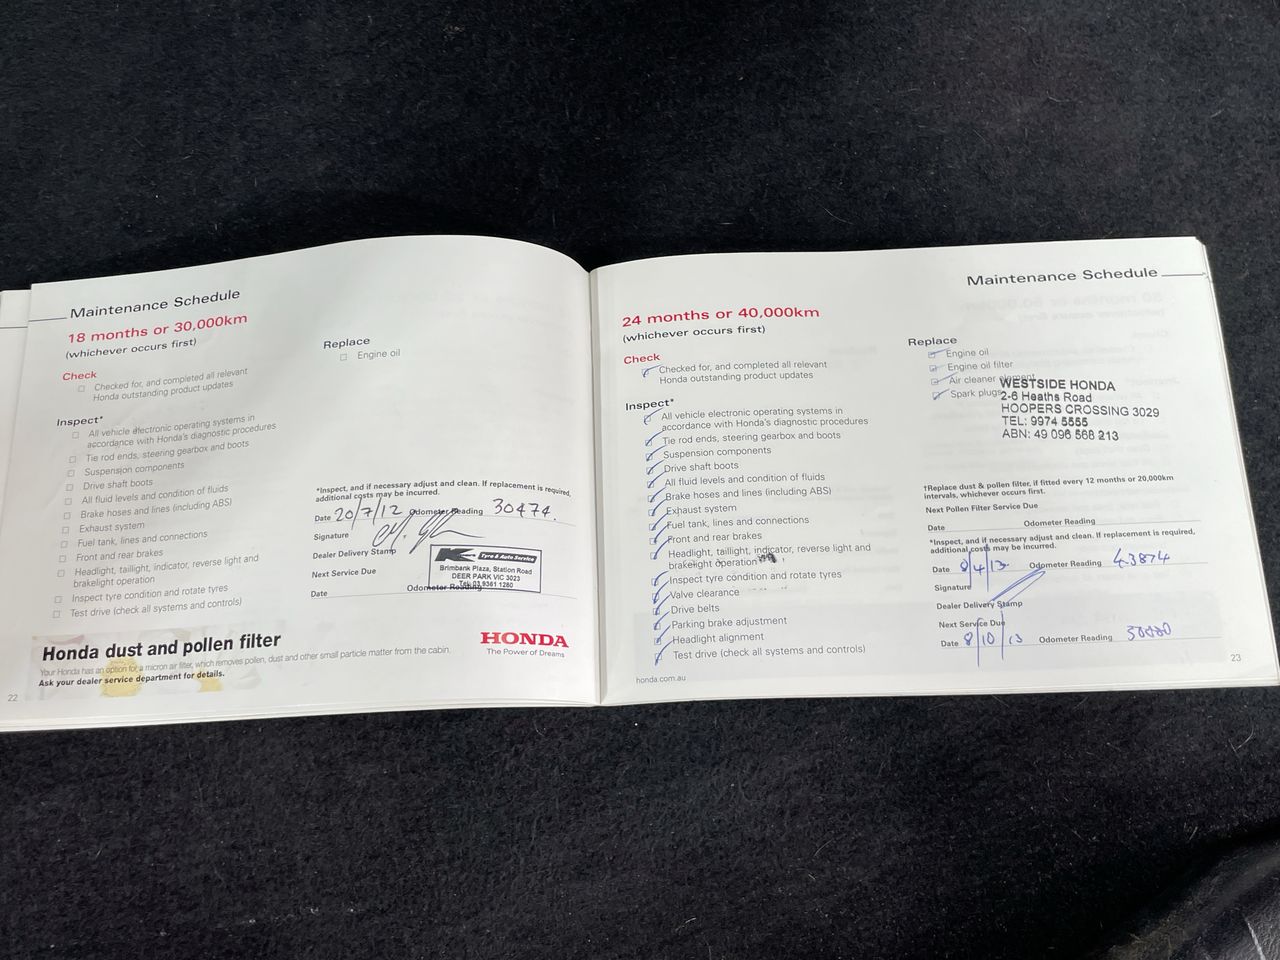 Maintenance Schedule
18 months or 30,000km
(whichever occurs first)
Check
Checked for, and completed all relevant
Honda outstanding product updates
Inspect*
All vehicle electronic operating systems in
accordance with Honda's diagnostic procedures
Tie rod ends, steering gearbox and boots
Suspension components
Drive shaft boots
All fluid levels and condition of fluids
Brake hoses and lines (including ABS)
Exhaust system
Fuel tank, lines and connections
Front and rear brakes
Headlight, taillight, indicator, reverse light and
brakelight operation
Inspect tyre condition and rotate tyres
Test drive (check all systems and controls)
Replace
Engine oil
*Inspect, and if necessary adjust and clean. If replacement is required,
additional costs may be incurred.
Date 20/7/12 Odometer Reading 30474.
Signature
Dealer Delivery Stamp
Kmart Tyre & Auto Service
Brimbank Plaza, Station Road
DEER PARK VIC 3023
Tel: 03 9361 1280
Next Service Due
Date Odometer Reading
Honda dust and pollen filter
Your Honda has an option for a micron air filter, which removes pollen, dust and other small particle matter from the cabin.
Ask your dealer service department for details.
HONDA
The Power of Dreams
22
Maintenance Schedule
24 months or 40,000km
(whichever occurs first)
Check
Checked for, and completed all relevant
Honda outstanding product updates
Inspect*
All vehicle electronic operating systems in
accordance with Honda's diagnostic procedures
Tie rod ends, steering gearbox and boots
Suspension components
Drive shaft boots
All fluid levels and condition of fluids
Brake hoses and lines (including ABS)
Exhaust system
Fuel tank, lines and connections
Front and rear brakes
Headlight, taillight, indicator, reverse light and
brakelight operation
Inspect tyre condition and rotate tyres
Valve clearance
Drive belts
Parking brake adjustment
Headlight alignment
Test drive (check all systems and controls)
honda.com.au
Replace
Engine oil
Engine oil filter
Air cleaner element
Spark plugs
WESTSIDE HONDA
2-6 Heaths Road
HOOPERS CROSSING 3029
TEL: 9974 5555
ABN: 49 096 568 213
†Replace dust & pollen filter, if fitted every 12 months or 20,000km
intervals, whichever occurs first.
Next Pollen Filter Service Due
Date Odometer Reading
*Inspect, and if necessary adjust and clean. If replacement is required,
additional costs may be incurred.
Date 8/4/13 Odometer Reading 43874
Signature
Dealer Delivery Stamp
Next Service Due
Date 8/10/13 Odometer Reading
23